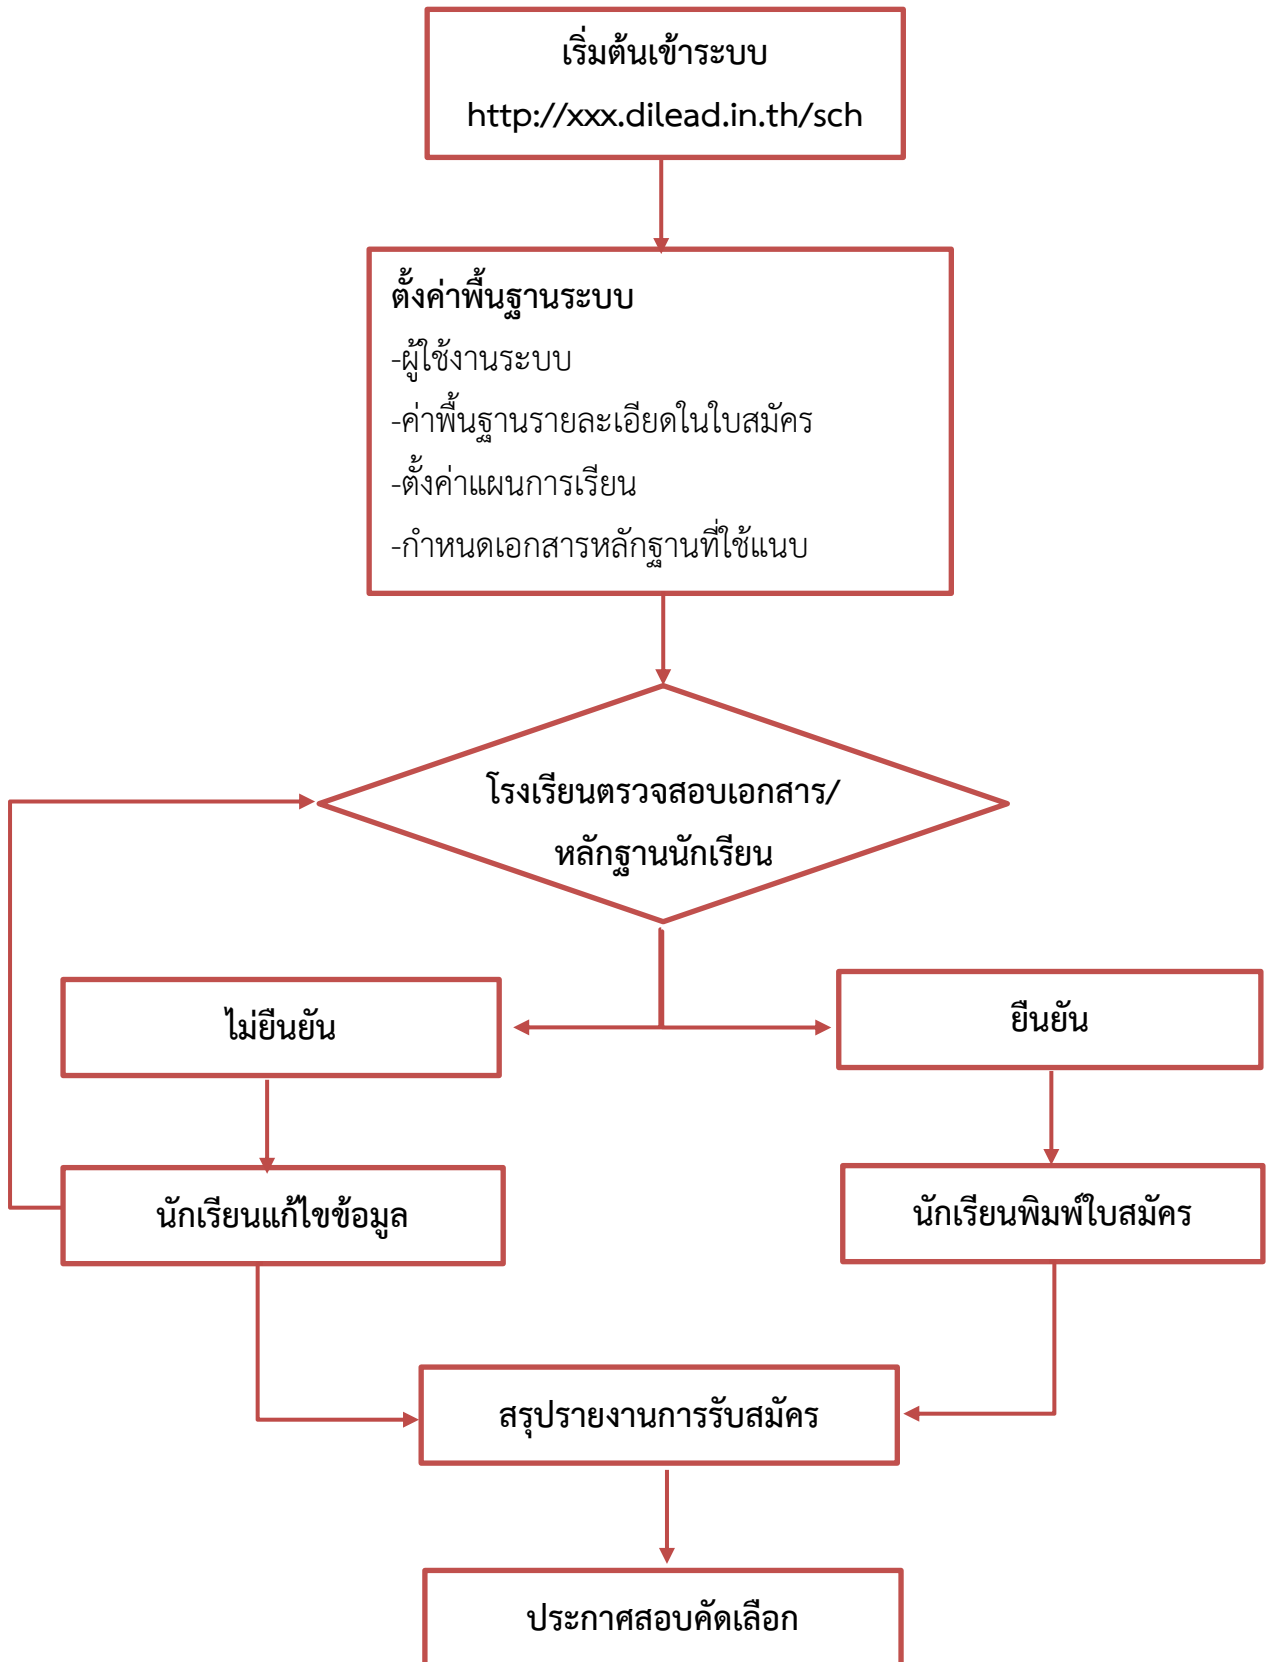 เริ่มต้นเข้าระบบ
http://xxx.dilead.in.th/sch
ตั้งค่าพื้นฐานระบบ
-ผู้ใช้งานระบบ
-ค่าพื้นฐานรายละเอียดในใบสมัคร
-ตั้งค่าแผนการเรียน
-กำหนดเอกสารหลักฐานที่ใช้แนบ
โรงเรียนตรวจสอบเอกสาร/
หลักฐานนักเรียน
ไม่ยืนยัน
ยืนยัน
นักเรียนแก้ไขข้อมูล
นักเรียนพิมพ์ใบสมัคร
สรุปรายงานการรับสมัคร
ประกาศสอบคัดเลือก